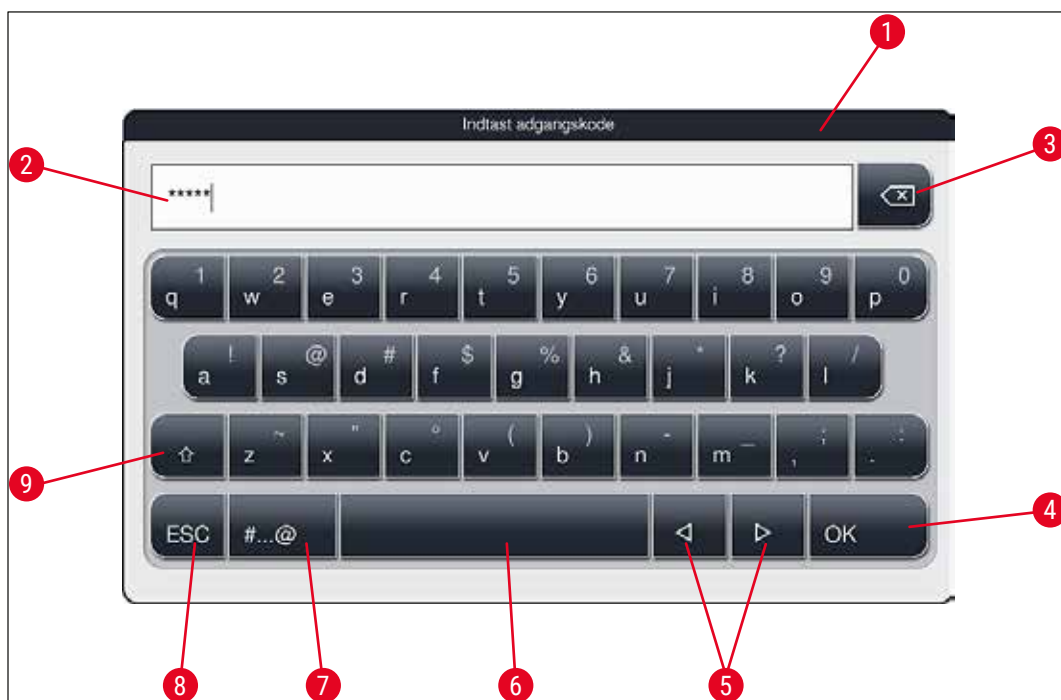 1
Indtast adgangskode
2
*****
3
1 2 3 4 5 6 7 8 9 0
q w e r t y u i o p
! @ # $ % & * ? /
a s d f g h j k l
~ " ° ( ) - _ ; :
z x c v b n m , .
9
ESC #...@ OK
4
8 7 6 5